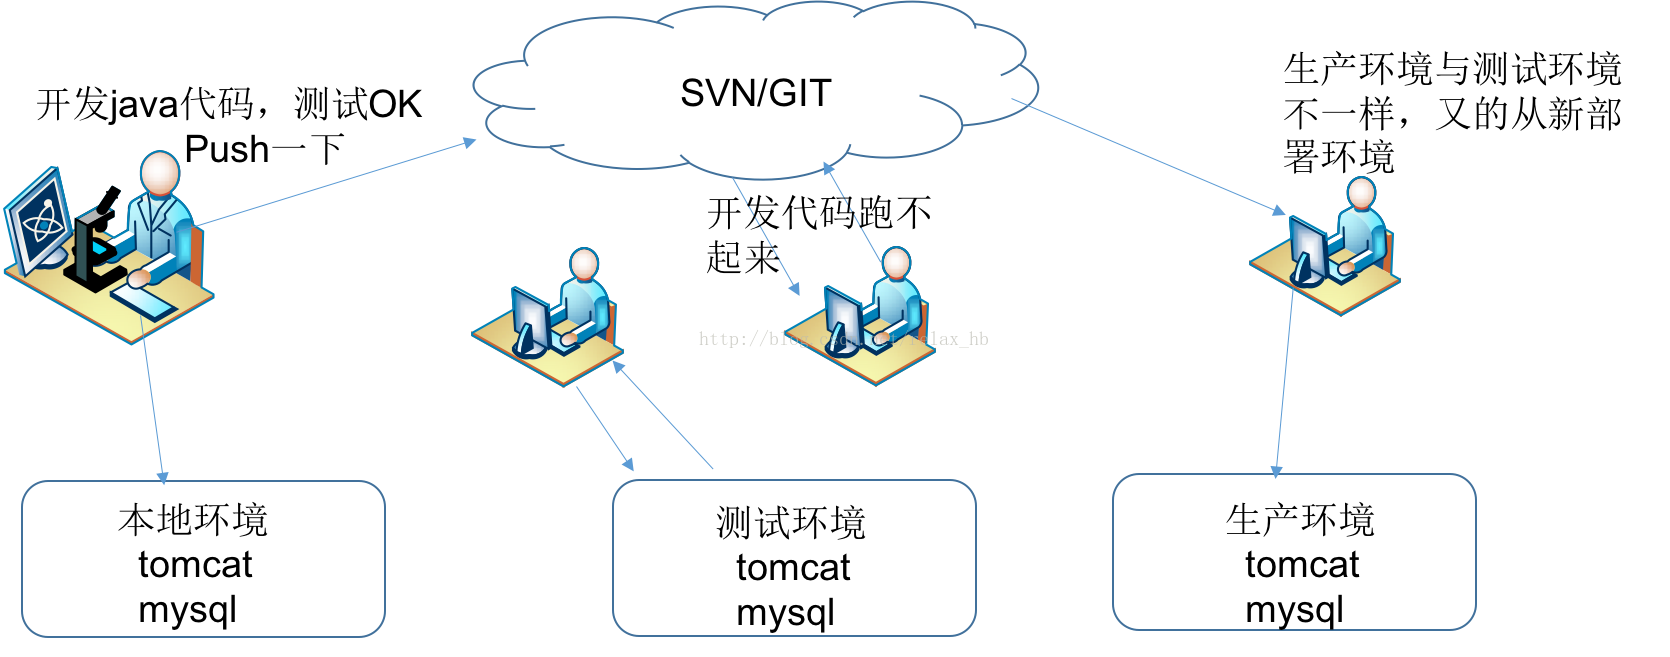 SVN/GIT
开发java代码，测试OK
Push一下
生产环境与测试环境
不一样，又的从新部
署环境
开发代码跑不
起来
本地环境
tomcat
mysql
测试环境
tomcat
mysql
生产环境
tomcat
mysql